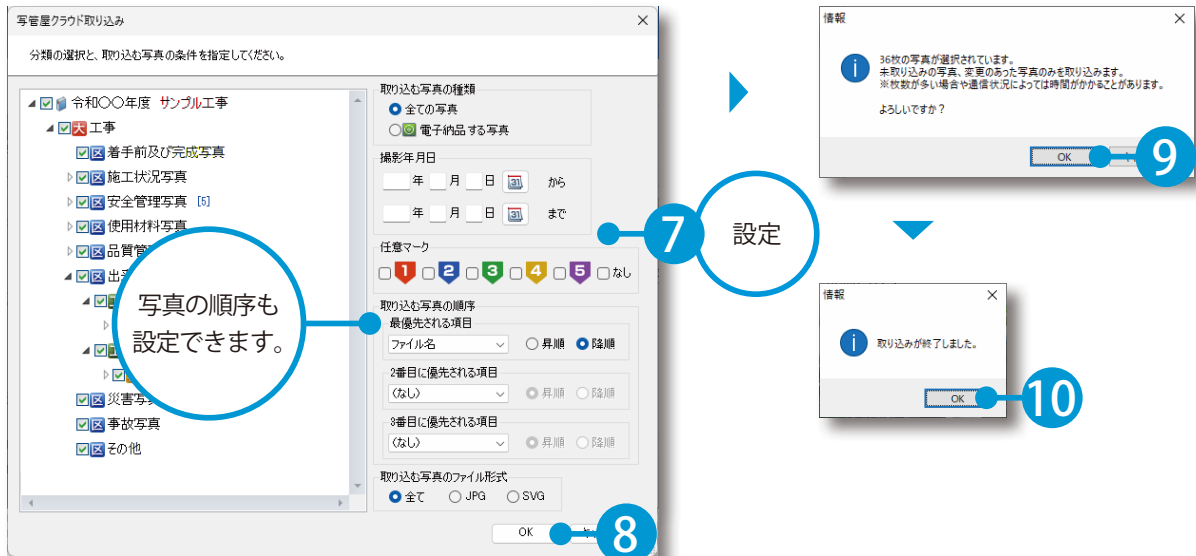 写管屋クラウド取り込み
分類の選択と、取り込む写真の条件を指定してください。
令和〇〇年度 サンプル工事
大 工事
区 着手前及び完成写真
区 施工状況写真
区 安全管理写真 [5]
区 使用材料写真
区 品質管
区 出
区 災害写
区 事故写真
区 その他
写真の順序も
設定できます。
取り込む写真の種類
全ての写真
電子納品する写真
撮影年月日
年 月 日 31 から
年 月 日 31 まで
任意マーク
1 2 3 4 5 なし
取り込む写真の順序
最優先される項目
ファイル名 昇順 降順
2番目に優先される項目
(なし) 昇順 降順
3番目に優先される項目
(なし) 昇順 降順
取り込む写真のファイル形式
全て JPG SVG
OK
8
7
設定
情報
36枚の写真が選択されています。
未取り込みの写真、変更のあった写真のみを取り込みます。
※枚数が多い場合や通信状況によっては時間がかかることがあります。
よろしいですか?
OK
9
情報
取り込みが終了しました。
OK
10